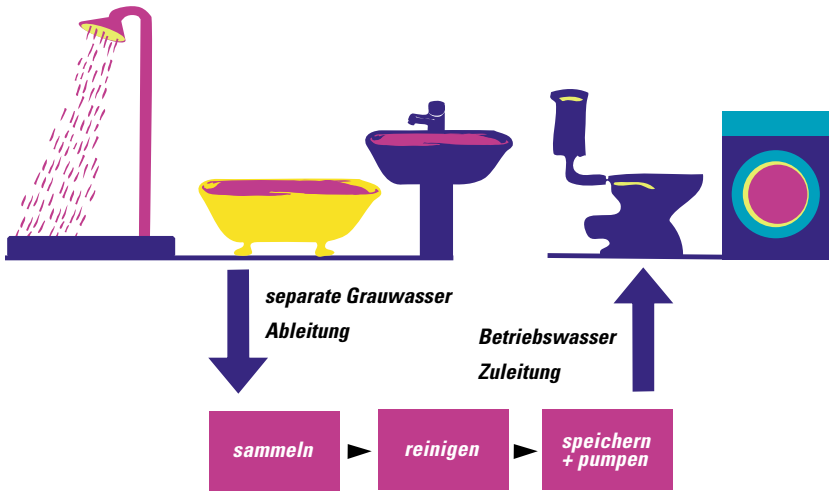 separate Grauwasser
Ableitung
Betriebswasser
Zuleitung
sammeln
reinigen
speichern
+ pumpen